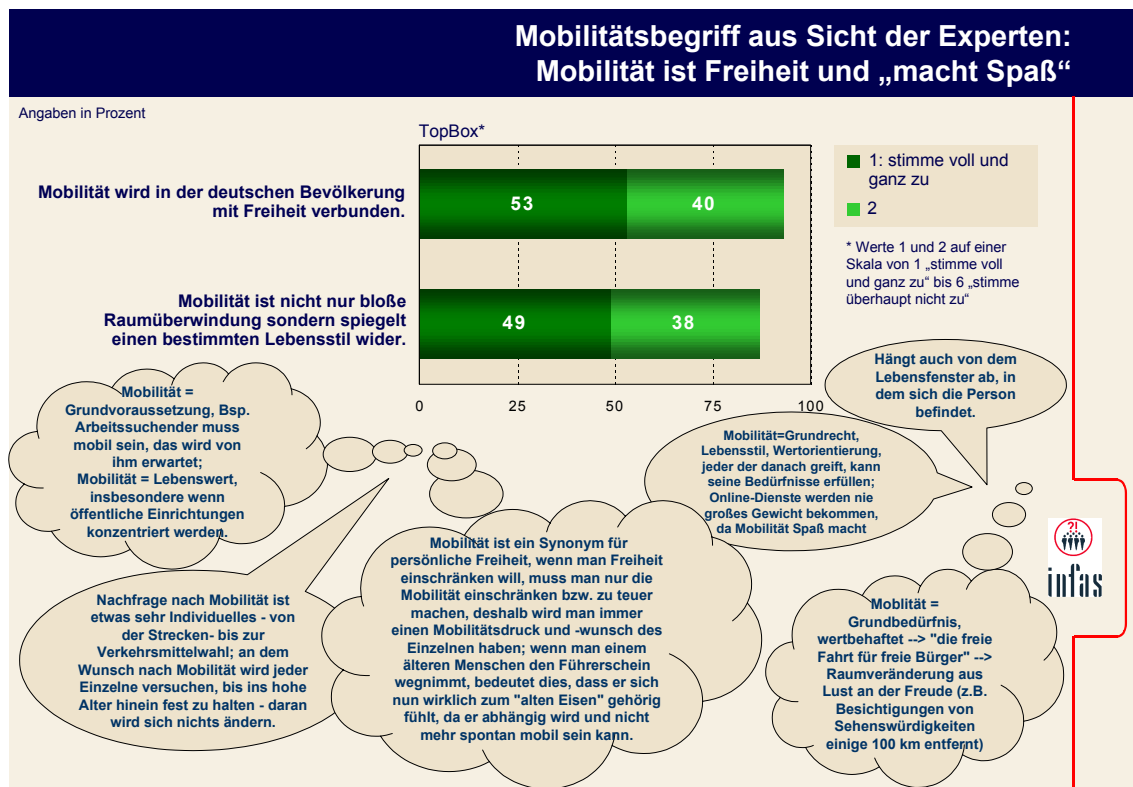 Mobilitätsbegriff aus Sicht der Experten:
Mobilität ist Freiheit und „macht Spaß“
Angaben in Prozent
TopBox*
Mobilität wird in der deutschen Bevölkerung
mit Freiheit verbunden.
53
40
Mobilität ist nicht nur bloße
Raumüberwindung sondern spiegelt
einen bestimmten Lebensstil wider.
49
38
0
25
50
75
100
1: stimme voll und
ganz zu
2
* Werte 1 und 2 auf einer
Skala von 1 „stimme voll
und ganz zu“ bis 6 „stimme
überhaupt nicht zu“
Mobilität =
Grundvoraussetzung, Bsp.
Arbeitssuchender muss
mobil sein, das wird von
ihm erwartet;
Mobilität = Lebenswert,
insbesondere wenn
öffentliche Einrichtungen
konzentriert werden.
Hängt auch von dem
Lebensfenster ab, in
dem sich die Person
befindet.
Mobilität=Grundrecht,
Lebensstil, Wertorientierung,
jeder der danach greift, kann
seine Bedürfnisse erfüllen;
Online-Dienste werden nie
großes Gewicht bekommen,
da Mobilität Spaß macht
Nachfrage nach Mobilität ist
etwas sehr Individuelles - von
der Strecken- bis zur
Verkehrsmittelwahl; an dem
Wunsch nach Mobilität wird jeder
Einzelne versuchen, bis ins hohe
Alter hinein fest zu halten - daran
wird sich nichts ändern.
Mobilität ist ein Synonym für
persönliche Freiheit, wenn man Freiheit
einschränken will, muss man nur die
Mobilität einschränken bzw. zu teuer
machen, deshalb wird man immer
einen Mobilitätsdruck und -wunsch des
Einzelnen haben; wenn man einem
älteren Menschen den Führerschein
wegnimmt, bedeutet dies, dass er sich
nun wirklich zum "alten Eisen" gehörig
fühlt, da er abhängig wird und nicht
mehr spontan mobil sein kann.
Moblität =
Grundbedürfnis,
wertbehaftet --> "die freie
Fahrt für freie Bürger" -->
Raumveränderung aus
Lust an der Freude (z.B.
Besichtigungen von
Sehenswürdigkeiten
einige 100 km entfernt)
?!
infas